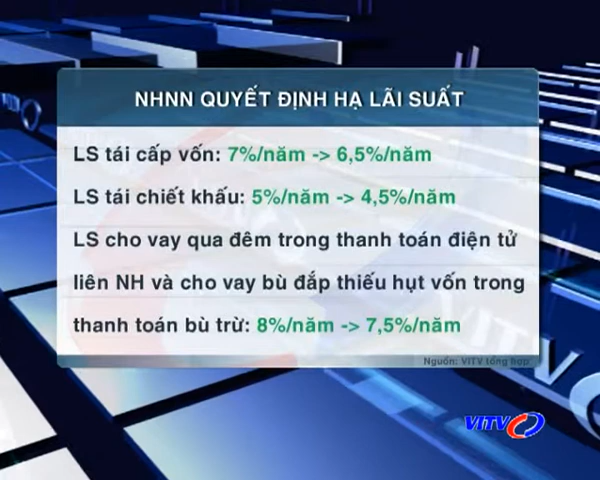 NHNN QUYẾT ĐỊNH HẠ LÃI SUẤT
LS tái cấp vốn: 7%/năm -> 6,5%/năm
LS tái chiết khấu: 5%/năm -> 4,5%/năm
LS cho vay qua đêm trong thanh toán điện tử
liên NH và cho vay bù đắp thiếu hụt vốn trong
thanh toán bù trừ: 8%/năm -> 7,5%/năm
Nguồn: VITV tổng hợp
VITV